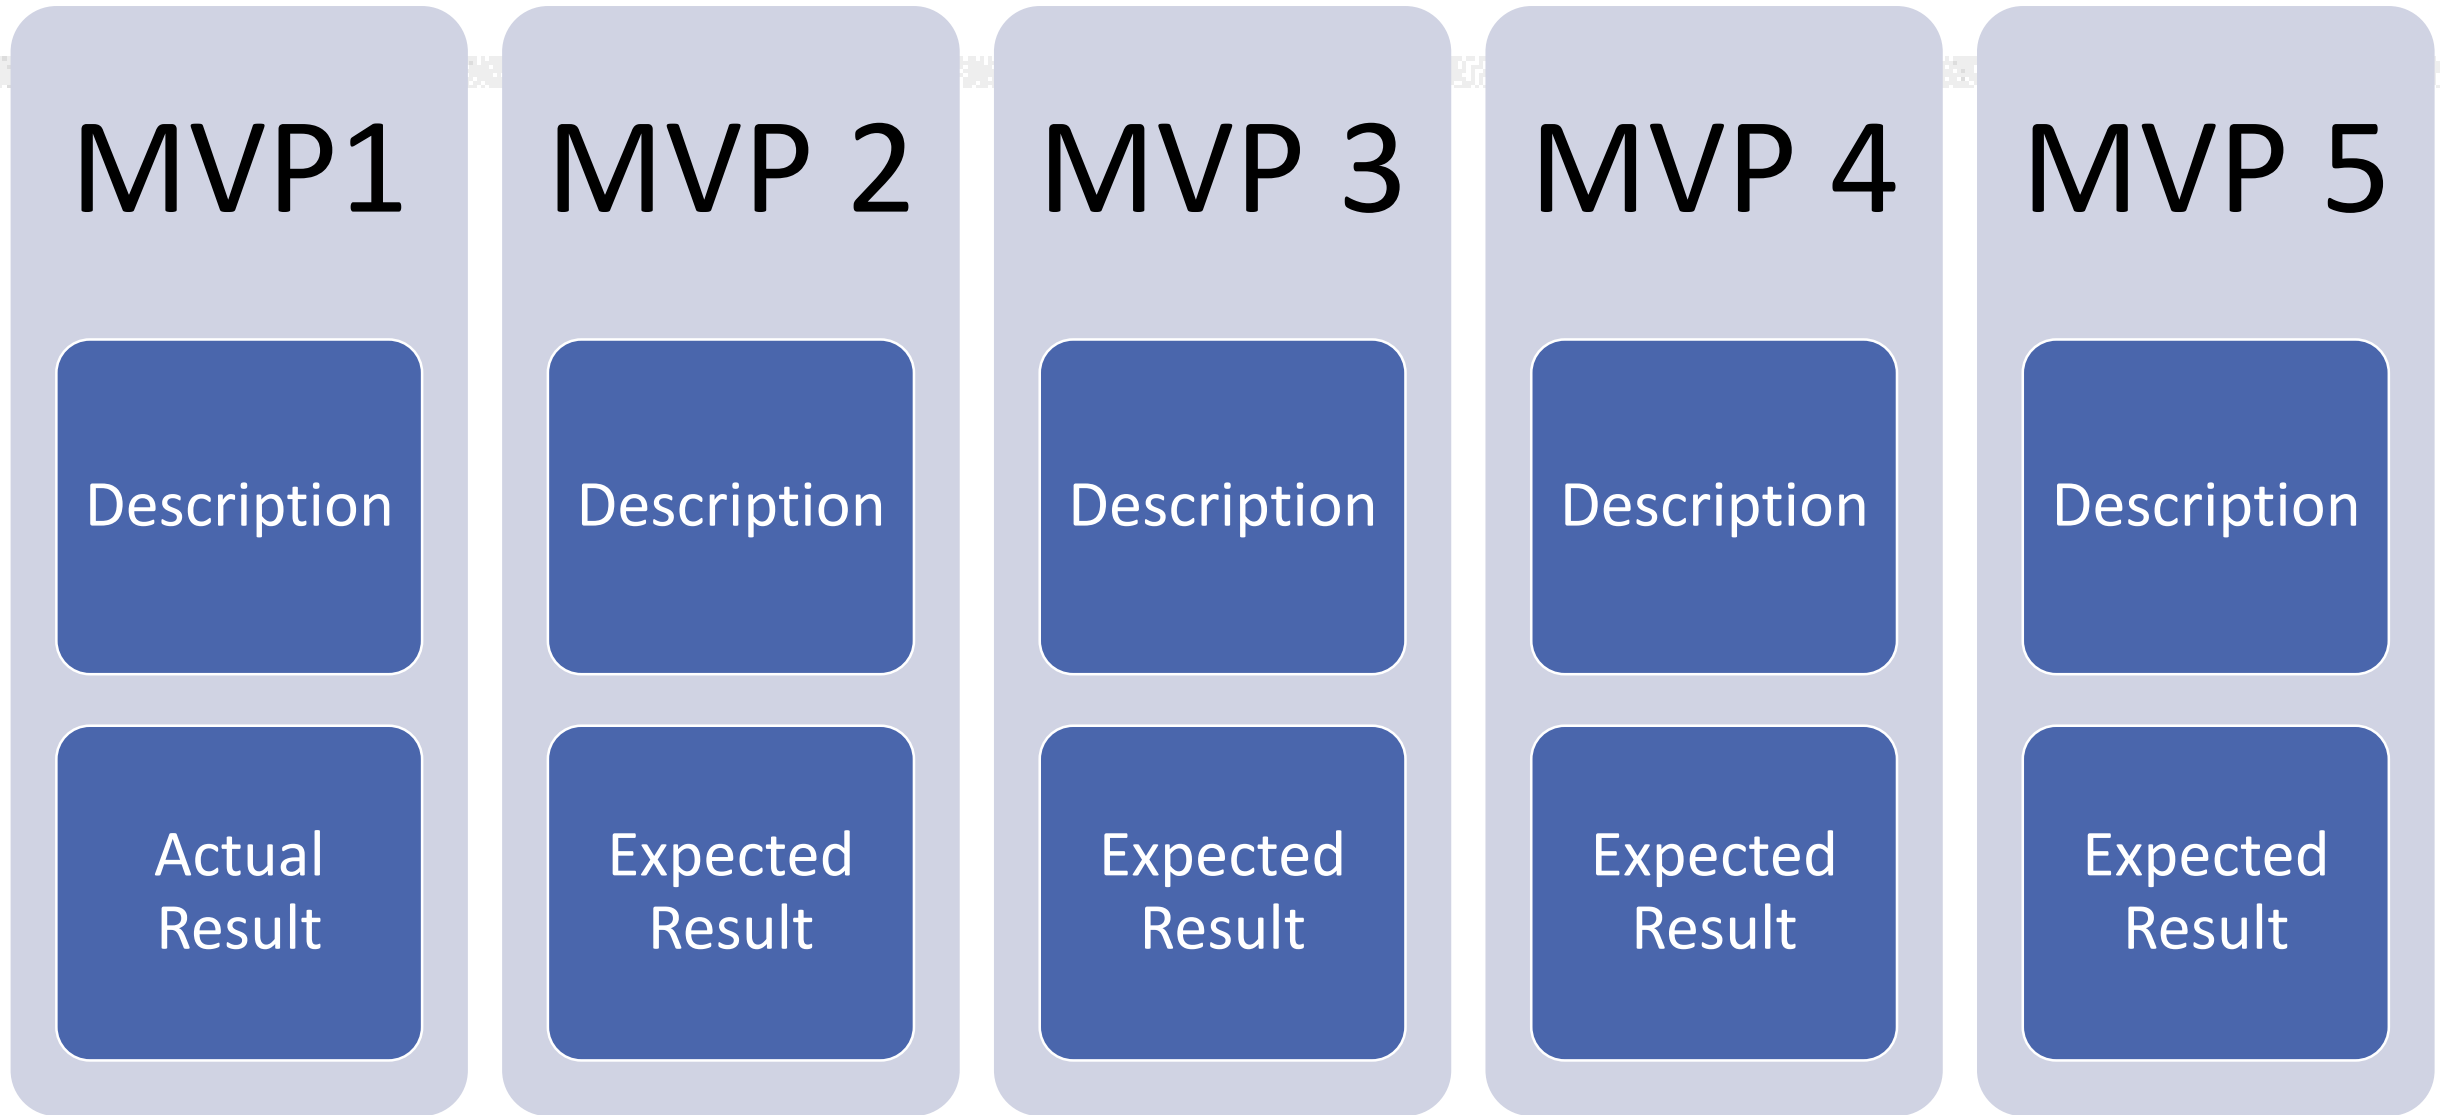 MVP1
Description
Actual
Result
MVP 2
Description
Expected
Result
MVP 3
Description
Expected
Result
MVP 4
Description
Expected
Result
MVP 5
Description
Expected
Result